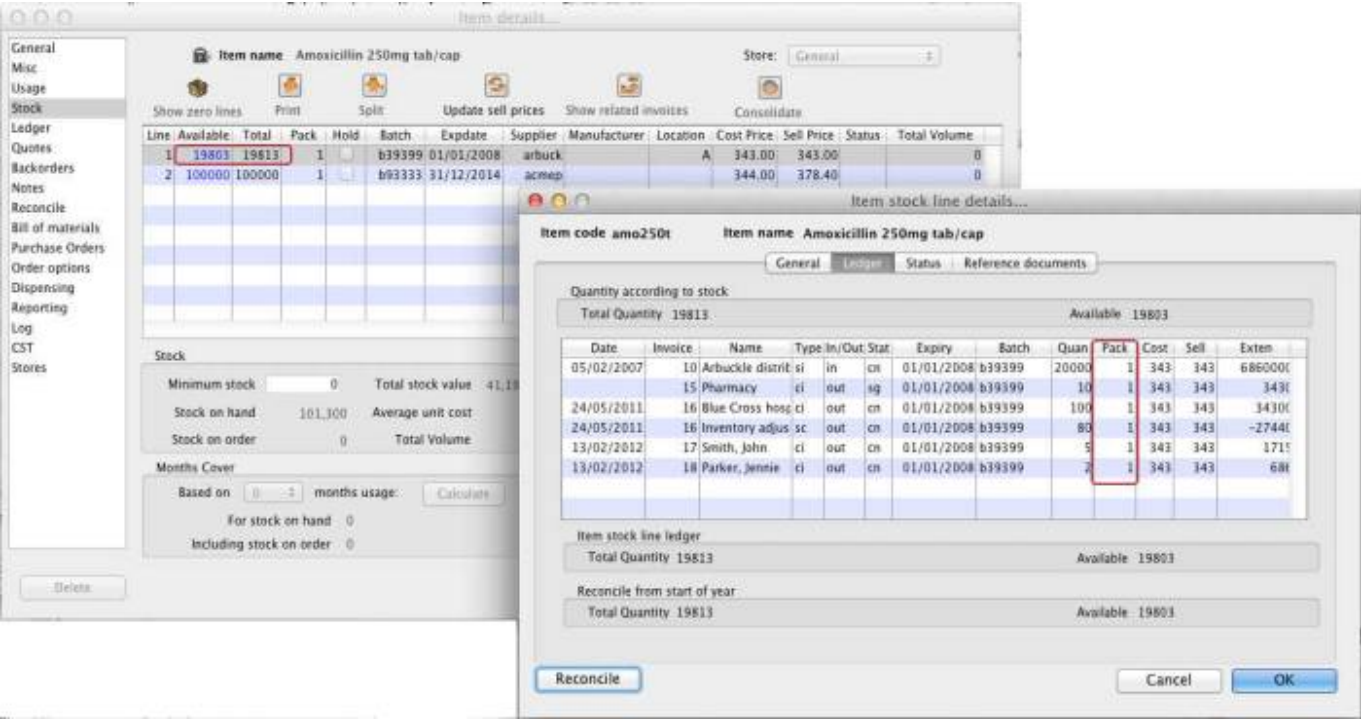 Item details...
General
Misc
Usage
Stock
Ledger
Quotes
Backorders
Notes
Reconcile
Bill of materials
Purchase Orders
Order options
Dispensing
Reporting
Log
CST
Stores
Delete
Item name Amoxicillin 250mg tab/cap Store: General
Show zero lines Print Split Update sell prices Show related invoices Consolidate
Line Available Total Pack Hold Batch Expdate Supplier Manufacturer Location Cost Price Sell Price Status Total Volume
1 19803 19813 1 b39399 01/01/2008 arbuck A 343.00 343.00 0
2 100000 100000 1 b93333 31/12/2014 acmep 344.00 378.40 0
Stock
Minimum stock 0 Total stock value 41,19
Stock on hand 101,300 Average unit cost
Stock on order 0 Total Volume
Months Cover
Based on 0 months usage: Calculate
For stock on hand 0
Including stock on order 0
Item stock line details...
Item code amo250t Item name Amoxicillin 250mg tab/cap
General Ledger Status Reference documents
Quantity according to stock
Total Quantity 19813 Available 19803
Date Invoice Name Type In/Out Stat Expiry Batch Quan Pack Cost Sell Exten
05/02/2007 10 Arbuckle distrit si in cn 01/01/2008 b39399 20000 1 343 343 6860000
15 Pharmacy ci out sg 01/01/2008 b39399 10 1 343 343 3430
24/05/2011 16 Blue Cross hosp ci out cn 01/01/2008 b39399 100 1 343 343 34300
24/05/2011 16 Inventory adjus sc out cn 01/01/2008 b39399 80 1 343 343 -27440
13/02/2012 17 Smith, John ci out cn 01/01/2008 b39399 5 1 343 343 1715
13/02/2012 18 Parker, Jennie ci out cn 01/01/2008 b39399 2 1 343 343 686
Item stock line ledger
Total Quantity 19813 Available 19803
Reconcile from start of year
Total Quantity 19813 Available 19803
Reconcile Cancel OK